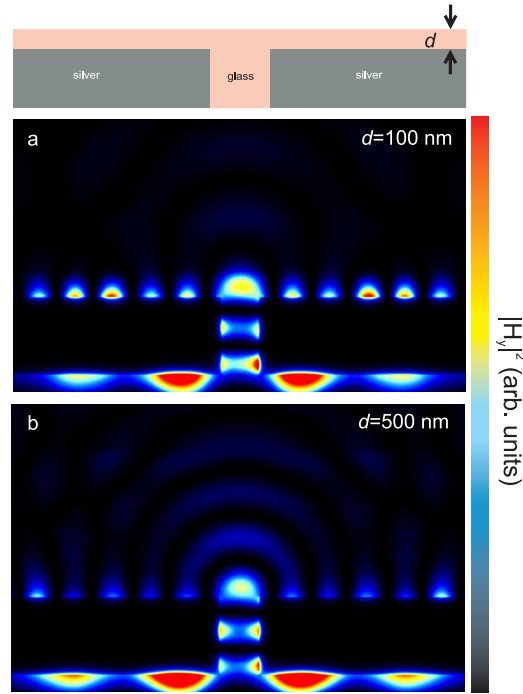 d
silver
glass
silver
a
d=100 nm
b
d=500 nm
|Hy|² (arb. units)